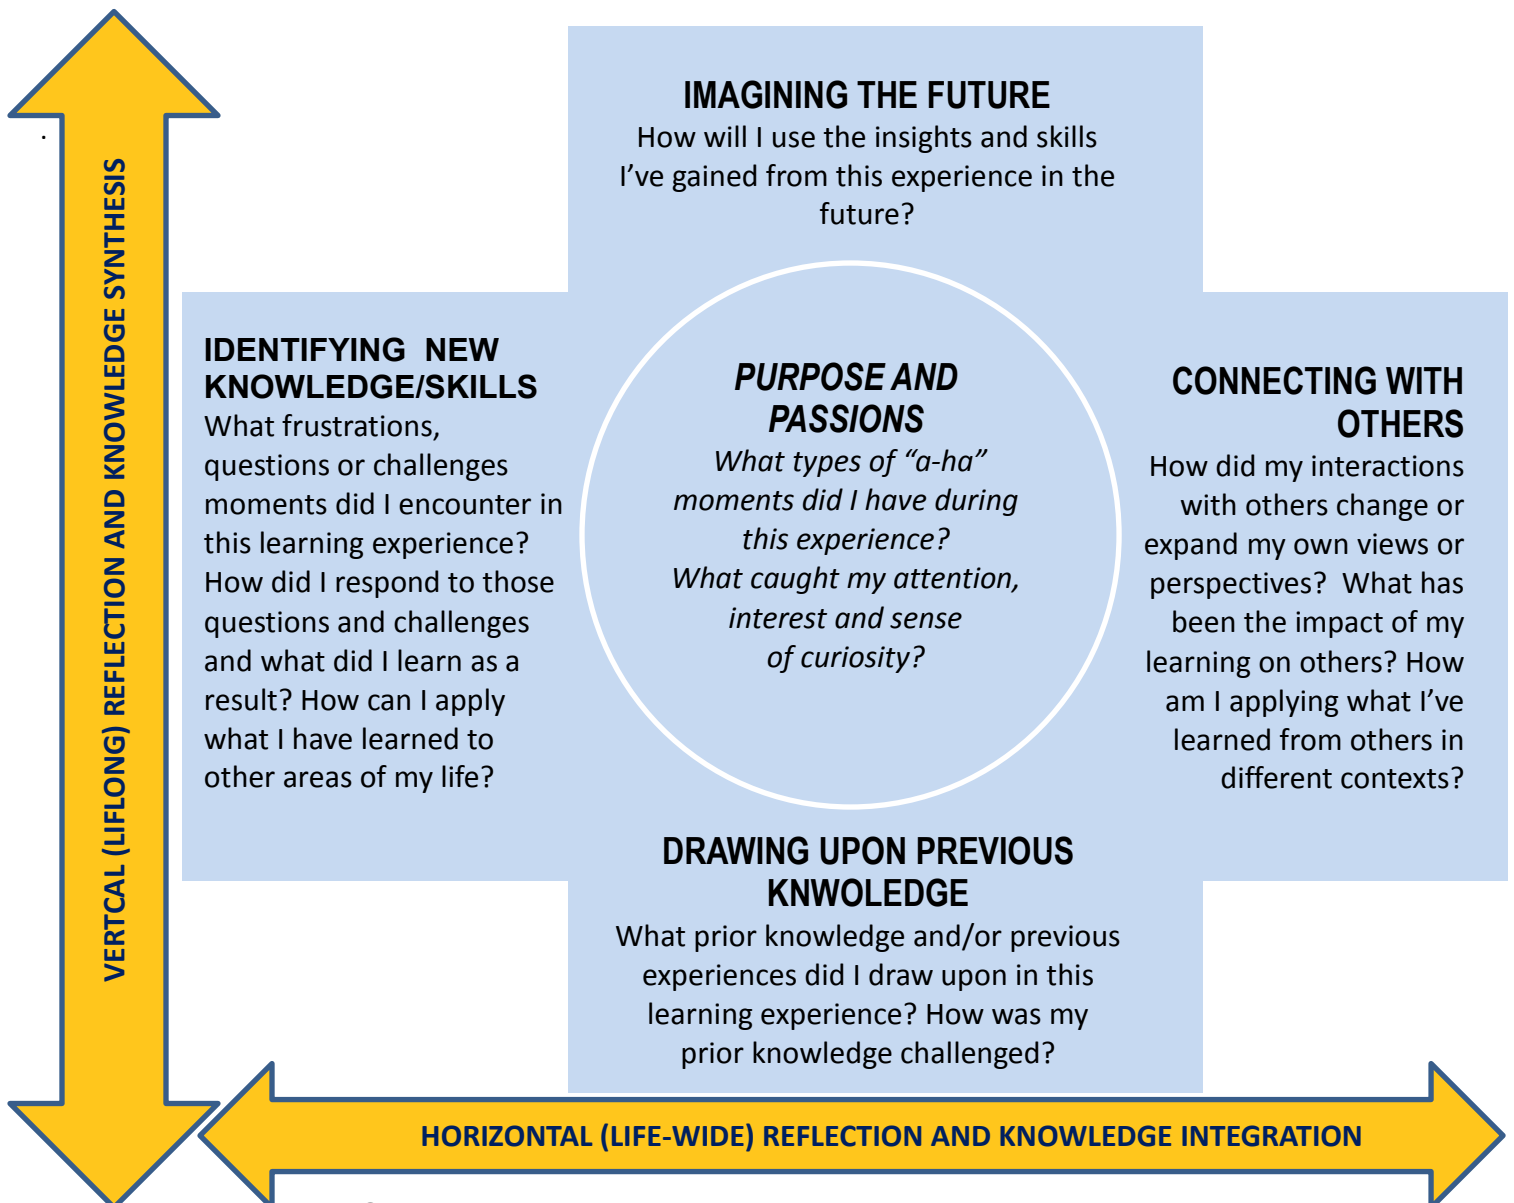 VERTCAL (LIFLONG) REFLECTION AND KNOWLEDGE SYNTHESIS
.
IMAGINING THE FUTURE
How will I use the insights and skills
I’ve gained from this experience in the
future?
IDENTIFYING NEW
KNOWLEDGE/SKILLS
What frustrations,
questions or challenges
moments did I encounter in
this learning experience?
How did I respond to those
questions and challenges
and what did I learn as a
result? How can I apply
what I have learned to
other areas of my life?
PURPOSE AND
PASSIONS
What types of “a-ha”
moments did I have during
this experience?
What caught my attention,
interest and sense
of curiosity?
CONNECTING WITH
OTHERS
How did my interactions
with others change or
expand my own views or
perspectives? What has
been the impact of my
learning on others? How
am I applying what I’ve
learned from others in
different contexts?
DRAWING UPON PREVIOUS
KNWOLEDGE
What prior knowledge and/or previous
experiences did I draw upon in this
learning experience? How was my
prior knowledge challenged?
HORIZONTAL (LIFE-WIDE) REFLECTION AND KNOWLEDGE INTEGRATION